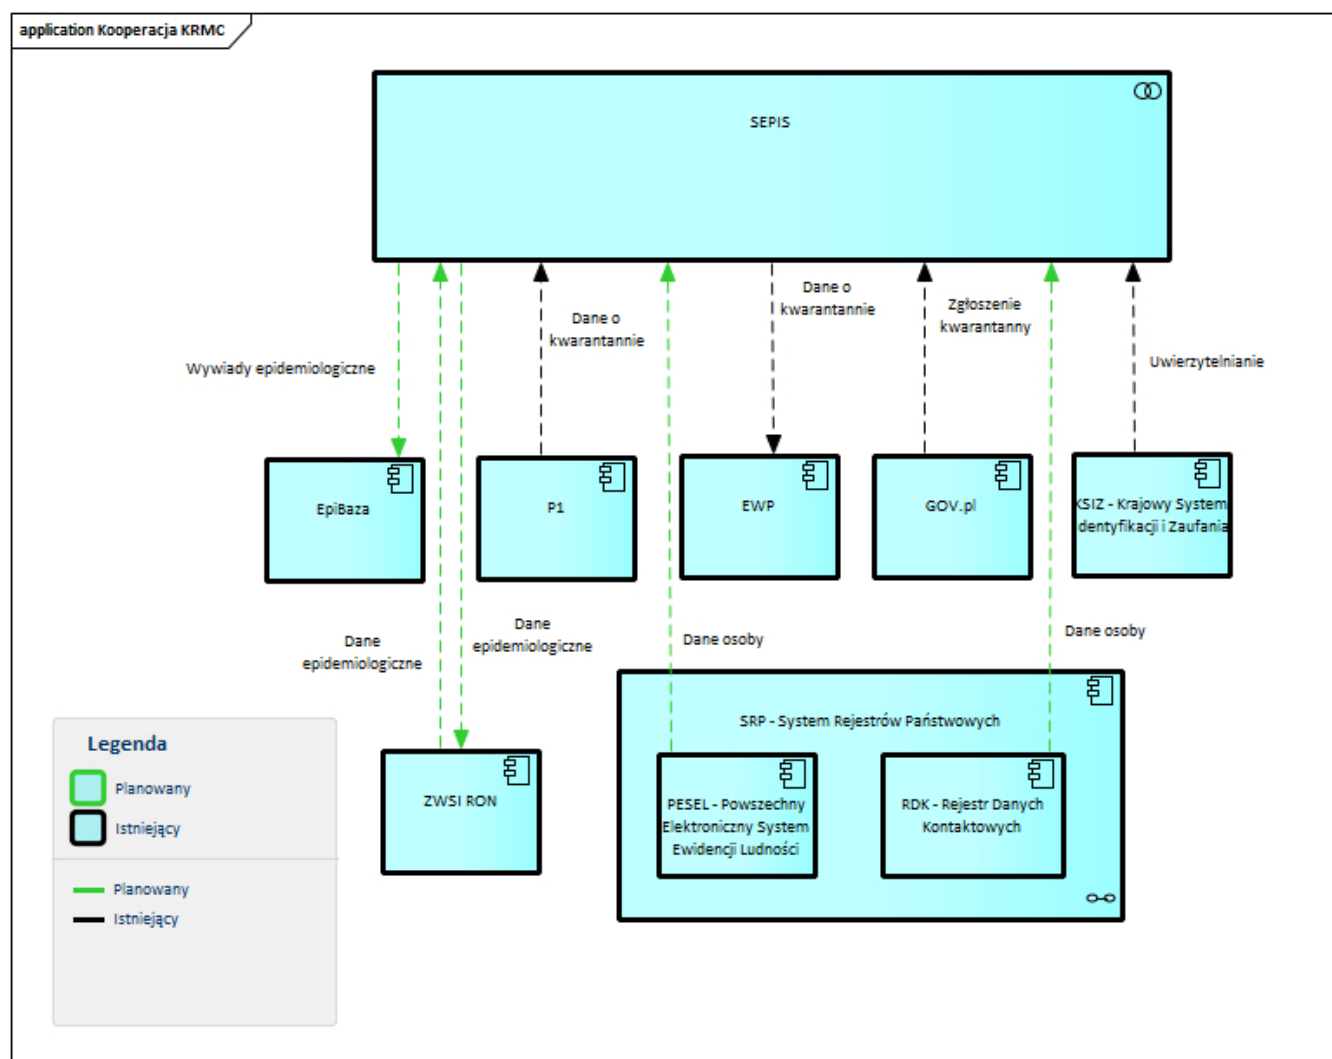 application Kooperacja KRMC
SEPIS
Wywiady epidemiologiczne
Dane o
kwarantannie
Dane o
kwarantannie
Zgłoszenie
kwarantanny
Uwierzytelnianie
EpiBaza
P1
EWP
GOV.pl
KSIZ - Krajowy System
dentyfikacji i Zaufania
Dane
epidemiologiczne
Dane
epidemiologiczne
Dane osoby
Dane osoby
SRP - System Rejestrów Państwowych
ZWSI RON
PESEL - Powszechny
Elektroniczny System
Ewidencji Ludności
RDK - Rejestr Danych
Kontaktowych
Legenda
Planowany
Istniejący
Planowany
Istniejący